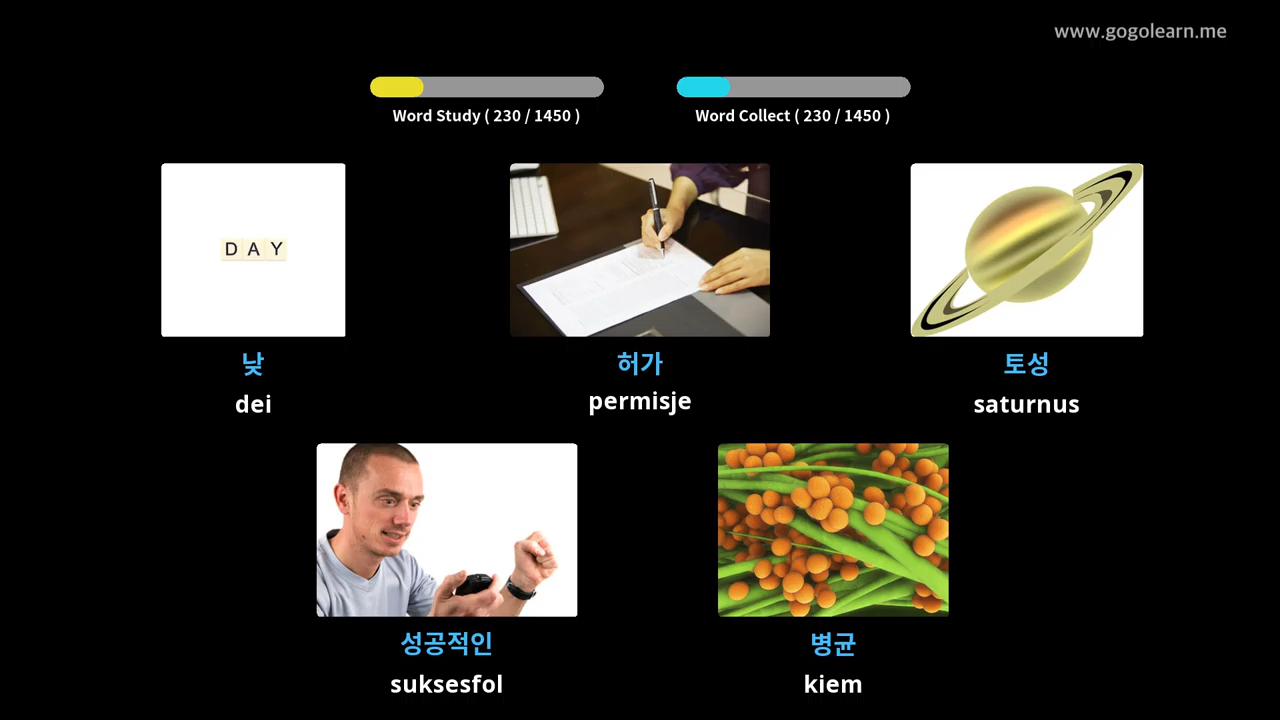 www.gogolearn.me
Word Study ( 230 / 1450 )
Word Collect ( 230 / 1450 )
DAY
낮
dei
허가
permisje
토성
saturnus
성공적인
suksesfol
병균
kiem